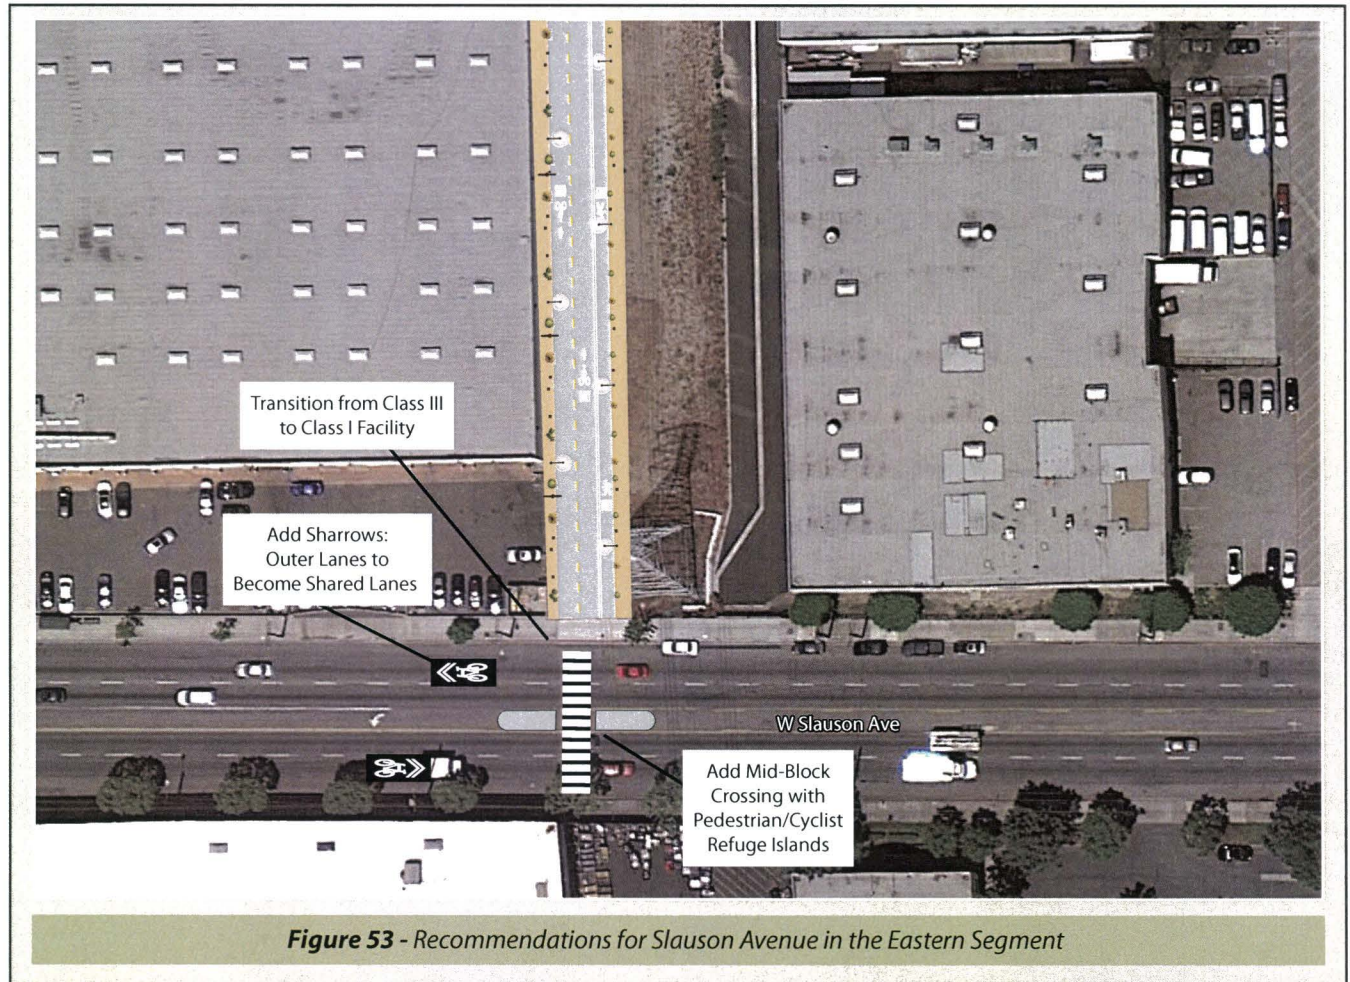 Transition from Class III
to Class I Facility
Add Sharrows:
Outer Lanes to
Become Shared Lanes
W Slauson Ave
Add Mid-Block
Crossing with
Pedestrian/Cyclist
Refuge Islands
Figure 53 - Recommendations for Slauson Avenue in the Eastern Segment